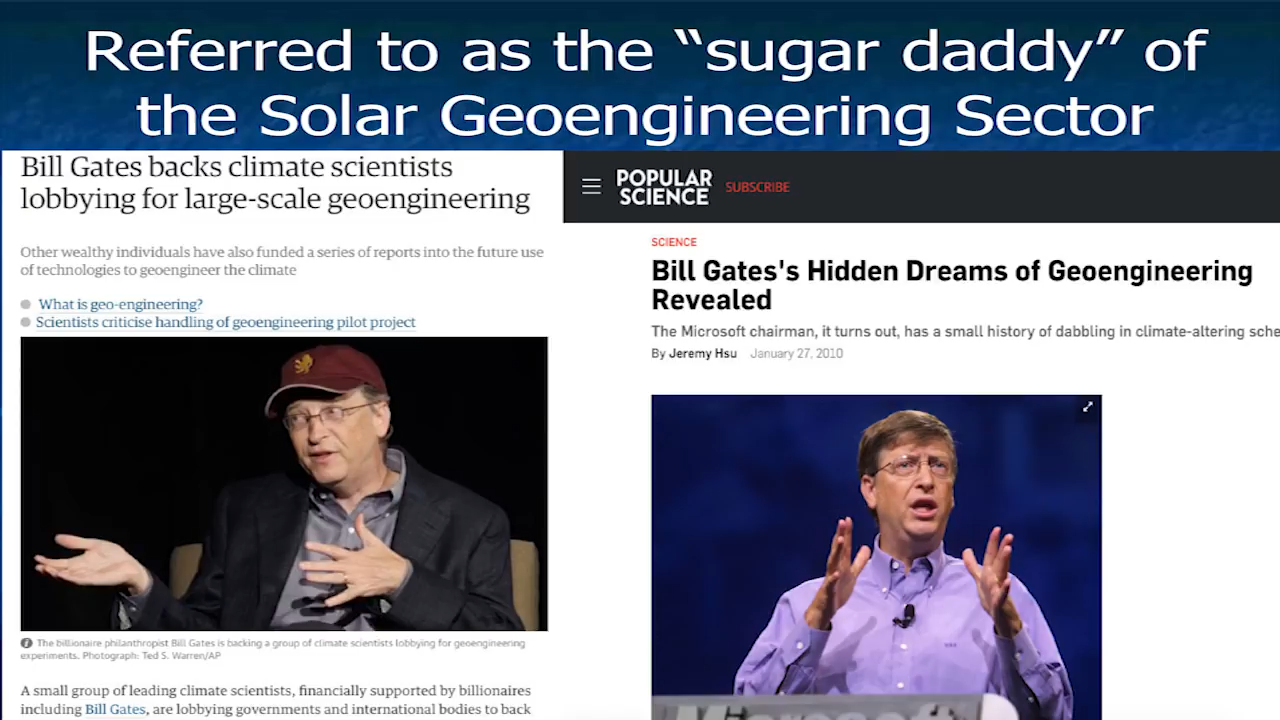 Referred to as the “sugar daddy” of
the Solar Geoengineering Sector
Bill Gates backs climate scientists
lobbying for large-scale geoengineering
Other wealthy individuals have also funded a series of reports into the future use
of technologies to geoengineer the climate
What is geo-engineering?
Scientists criticise handling of geoengineering pilot project
The billionaire philanthropist Bill Gates is backing a group of climate scientists lobbying for geoengineering
experiments. Photograph: Ted S. Warren/AP
A small group of leading climate scientists, financially supported by billionaires
including Bill Gates, are lobbying governments and international bodies to back
POPULAR
SCIENCE
SUBSCRIBE
SCIENCE
Bill Gates's Hidden Dreams of Geoengineering
Revealed
The Microsoft chairman, it turns out, has a small history of dabbling in climate-altering sche
By Jeremy Hsu January 27, 2010
Microsoft